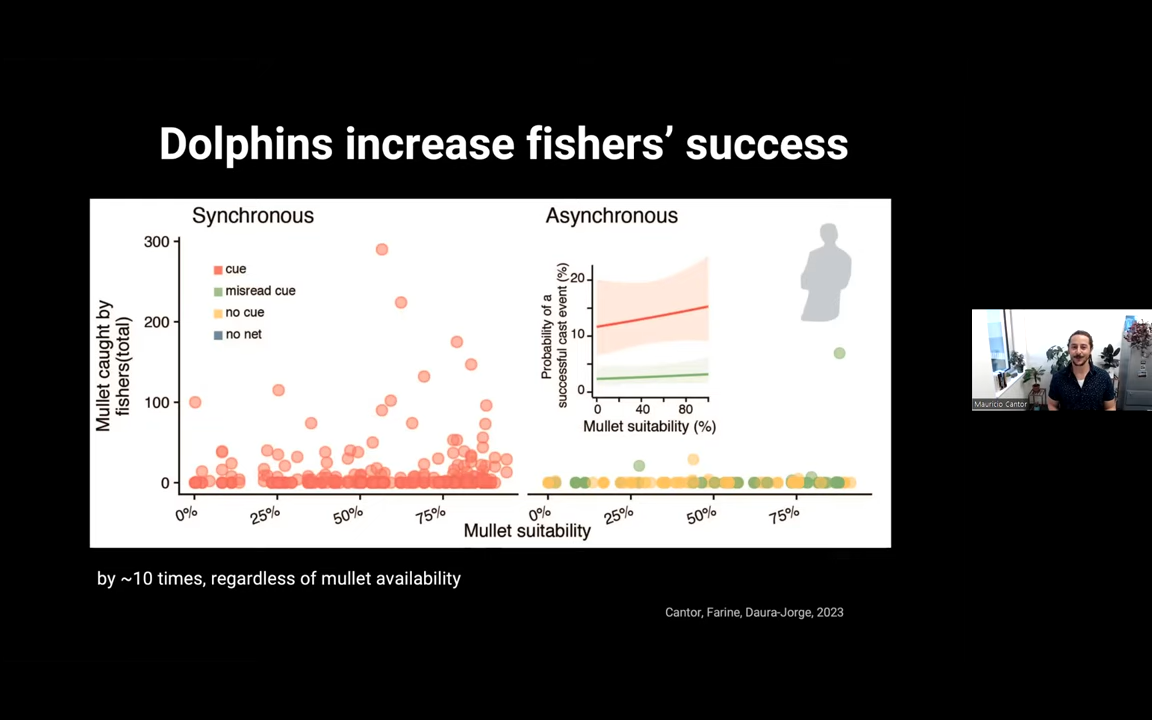 Dolphins increase fishers’ success
Synchronous
Asynchronous
300
200
100
0
Mullet caught by
fishers(total)
cue
misread cue
no cue
no net
0%
25%
50%
75%
Probability of a
successful cast event (%)
20
10
0
0
40
80
Mullet suitability (%)
0%
25%
50%
75%
Mullet suitability
by ~10 times, regardless of mullet availability
Cantor, Farine, Daura-Jorge, 2023
Mauricio Cantor